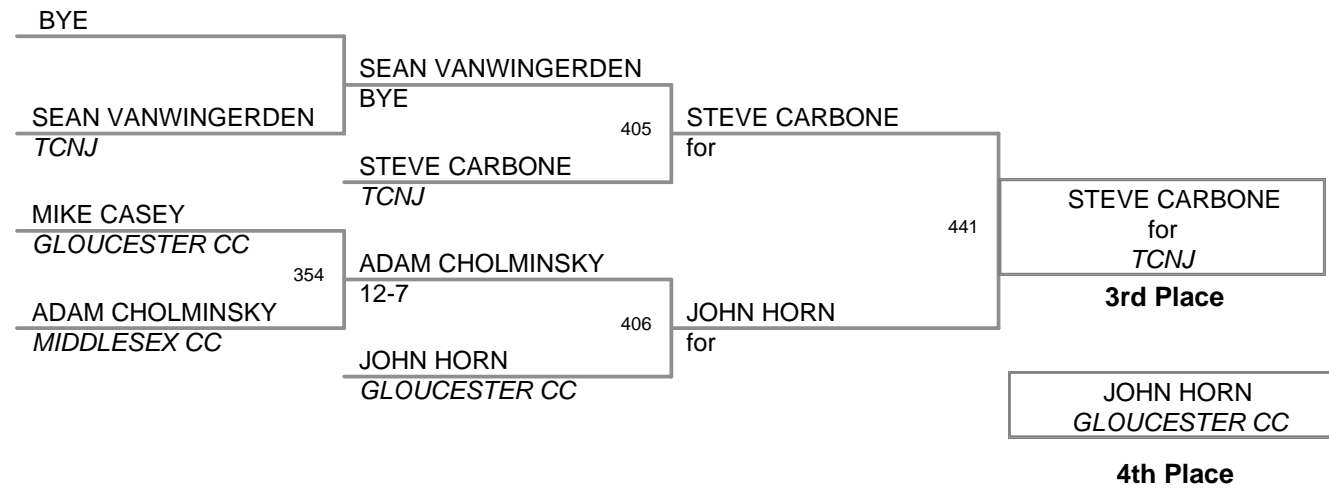 BYE
SEAN VANWINGERDEN
BYE
SEAN VANWINGERDEN
TCNJ
405
STEVE CARBONE
for
STEVE CARBONE
TCNJ
MIKE CASEY
GLOUCESTER CC
354
ADAM CHOLMINSKY
12-7
ADAM CHOLMINSKY
MIDDLESEX CC
406
JOHN HORN
for
JOHN HORN
GLOUCESTER CC
441
STEVE CARBONE
for
TCNJ
3rd Place
JOHN HORN
GLOUCESTER CC
4th Place